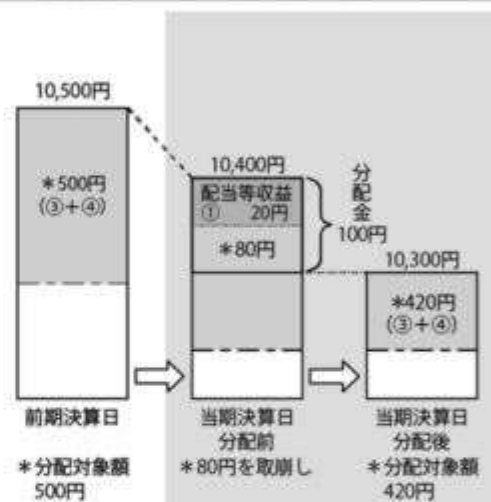 10,500円
*500円
(③+④)
前期決算日
*分配対象額
500円
10,400円
配当等収益
① 20円
*80円
分配金
100円
当期決算日
分配前
*80円を取崩し
10,300円
*420円
(③+④)
当期決算日
分配後
*分配対象額
420円